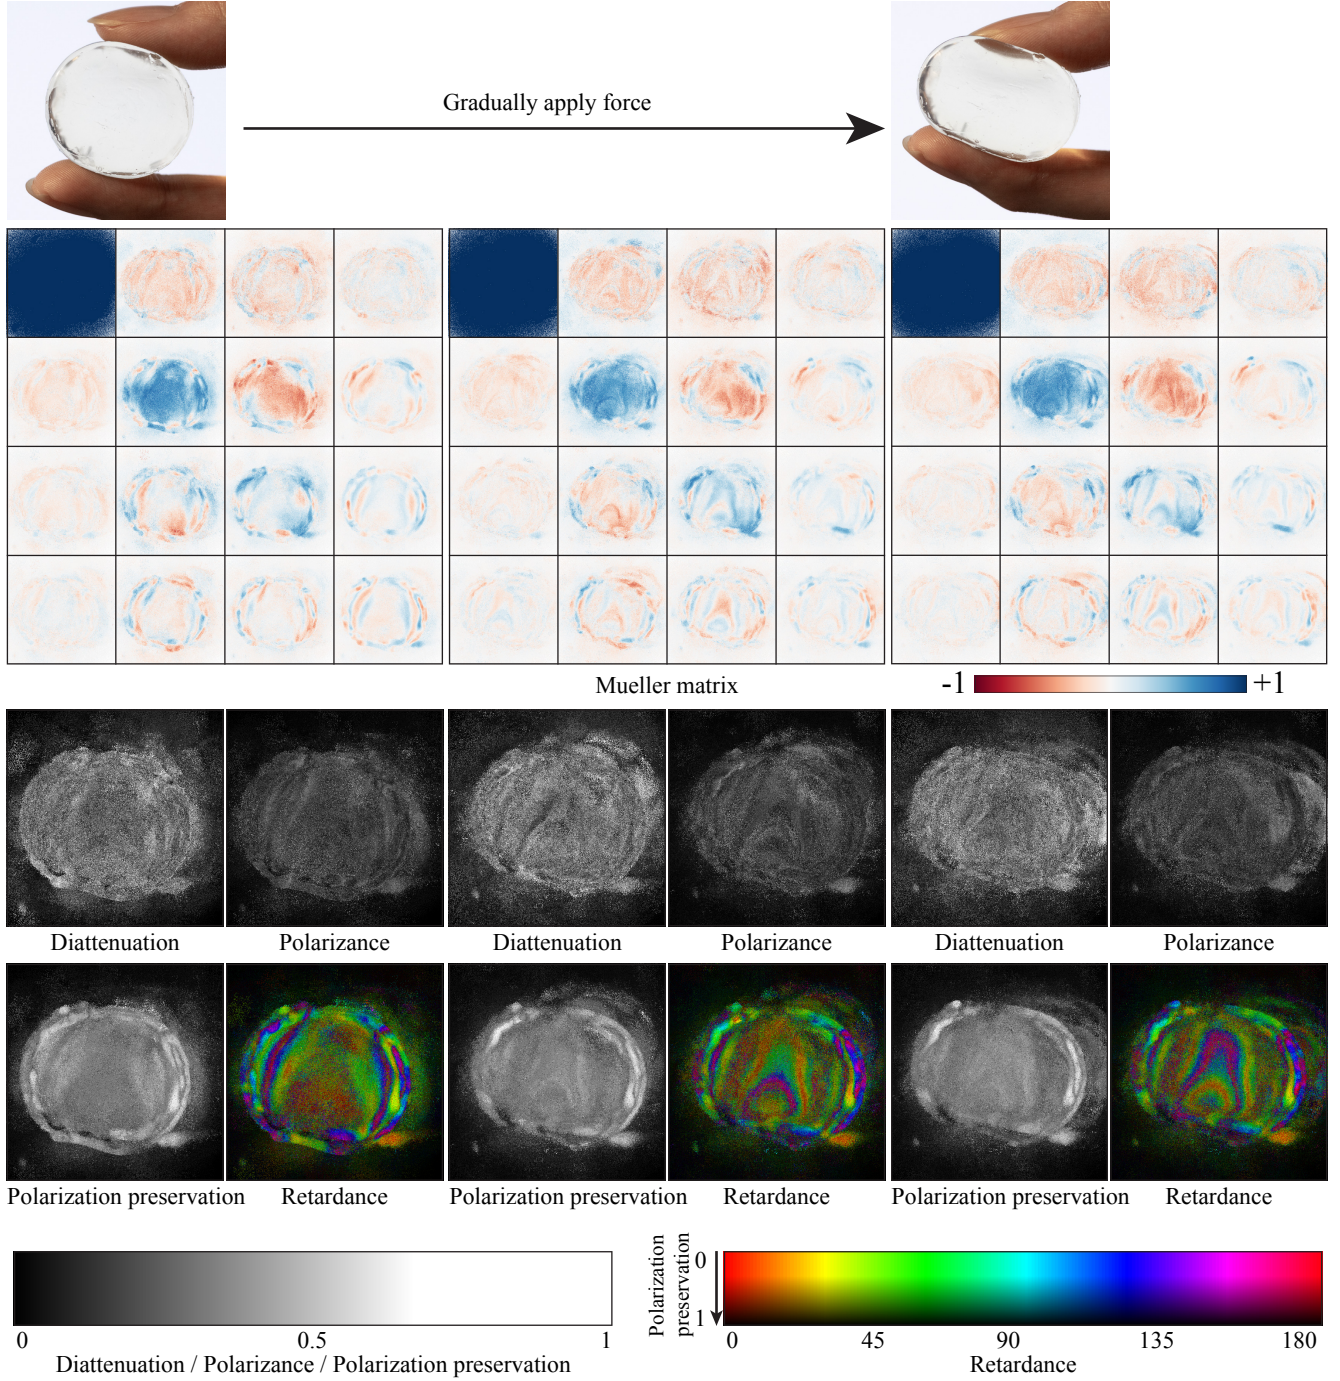 Gradually apply force
Mueller matrix
-1
+1
Diattenuation
Polarizance
Diattenuation
Polarizance
Diattenuation
Polarizance
Polarization preservation
Retardance
Polarization preservation
Retardance
Polarization preservation
Retardance
0
0.5
1
Diattenuation / Polarizance / Polarization preservation
Polarization
preservation
0
1
0
45
90
135
180
Retardance